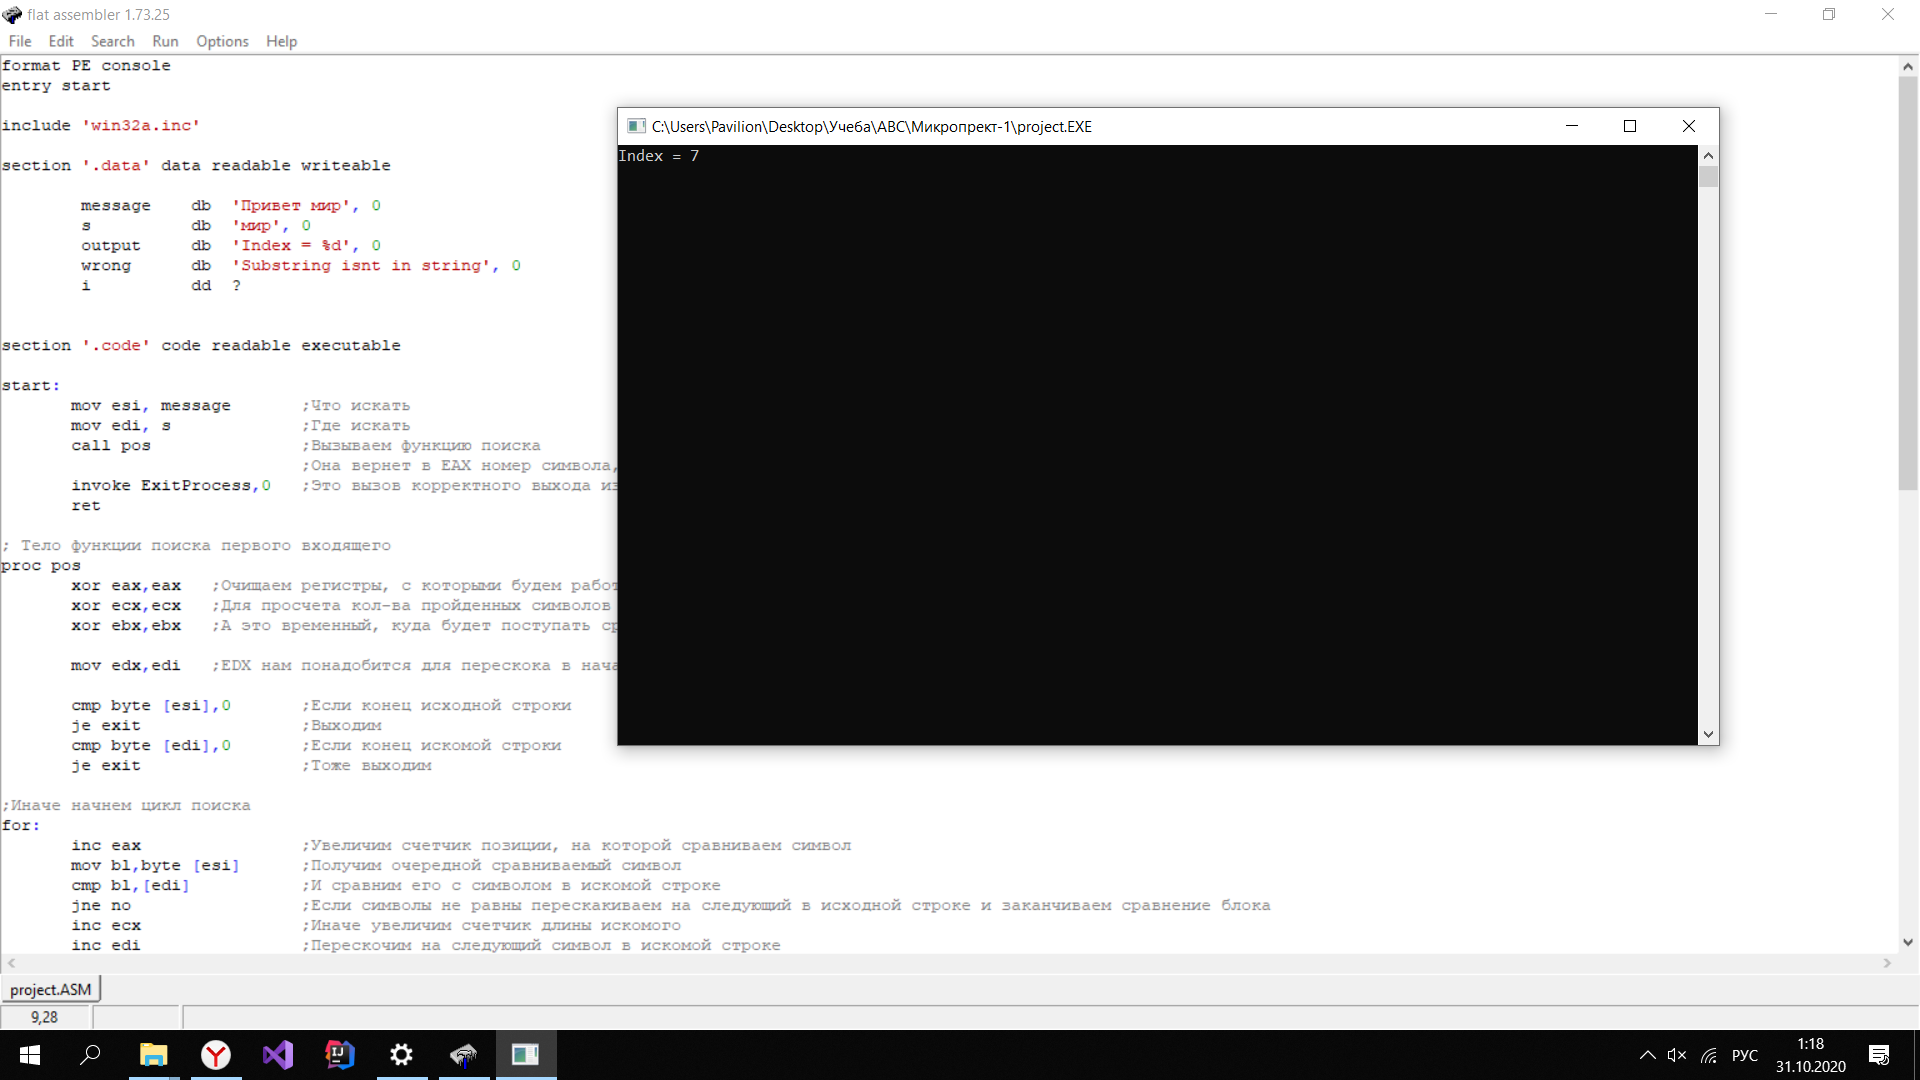 flat assembler 1.73.25
File Edit Search Run Options Help
format PE console
entry start
include 'win32a.inc'
section '.data' data readable writeable
message db 'Привет мир', 0
s db 'мир', 0
output db 'Index = %d', 0
wrong db 'Substring isnt in string', 0
i dd ?
section '.code' code readable executable
start:
mov esi, message ;Что искать
mov edi, s ;Где искать
call pos ;Вызываем функцию поиска
;Она вернет в EAX номер символа,
invoke ExitProcess,0 ;Это вызов корректного выхода из
ret
; Тело функции поиска первого входящего
proc pos
xor eax,eax ;Очищаем регистры, с которыми будем работ
xor ecx,ecx ;Для просчета кол-ва пройденных символов
xor ebx,ebx ;А это временный, куда будет поступать ср
mov edx,edi ;EDX нам понадобится для перескока в нача
cmp byte [esi],0 ;Если конец исходной строки
je exit ;Выходим
cmp byte [edi],0 ;Если конец искомой строки
je exit ;Тоже выходим
;Иначе начнем цикл поиска
for:
inc eax ;Увеличим счетчик позиции, на которой сравниваем символ
mov bl,byte [esi] ;Получим очередной сравниваемый символ
cmp bl,[edi] ;И сравним его с символом в искомой строке
jne no ;Если символы не равны перескакиваем на следующий в исходной строке и заканчиваем сравнение блока
inc ecx ;Иначе увеличим счетчик длины искомого
inc edi ;Перескочим на следующий символ в искомой строке
C:\Users\Pavilion\Desktop\Учеба\АВС\Микропрект-1\project.EXE
Index = 7
project.ASM
9,28
РУС
1:18
31.10.2020